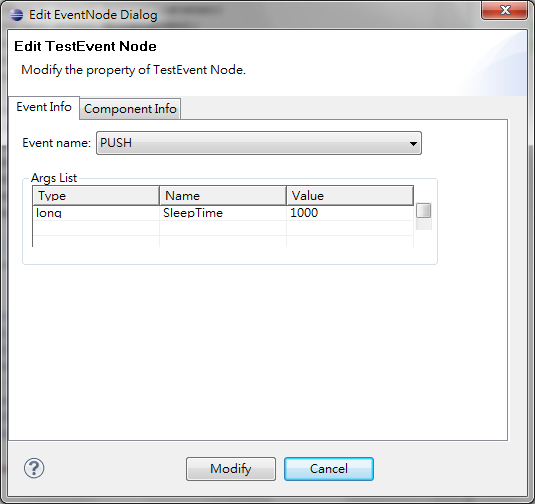 Edit EventNode Dialog
Edit TestEvent Node
Modify the property of TestEvent Node.
Event Info Component Info
Event name: PUSH
Args List
Type Name Value
long SleepTime 1000
Modify Cancel